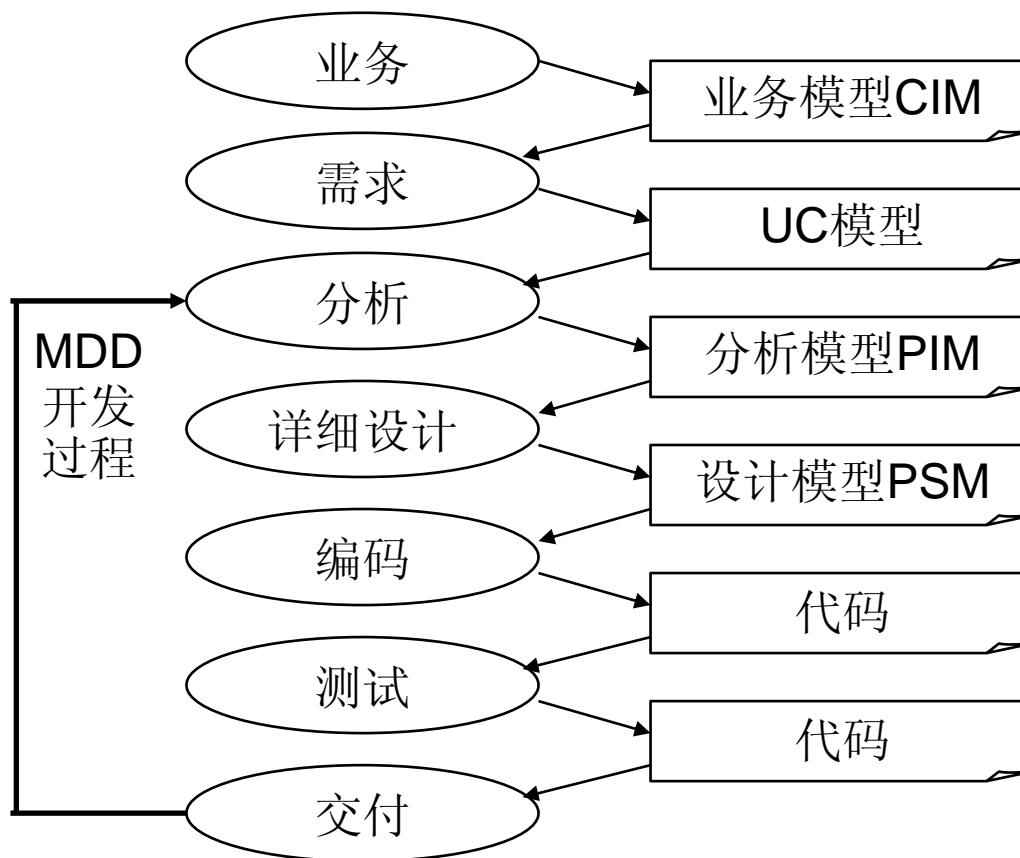 业务
业务模型CIM
需求
UC模型
分析
分析模型PIM
MDD
开发
过程
详细设计
设计模型PSM
编码
代码
测试
代码
交付